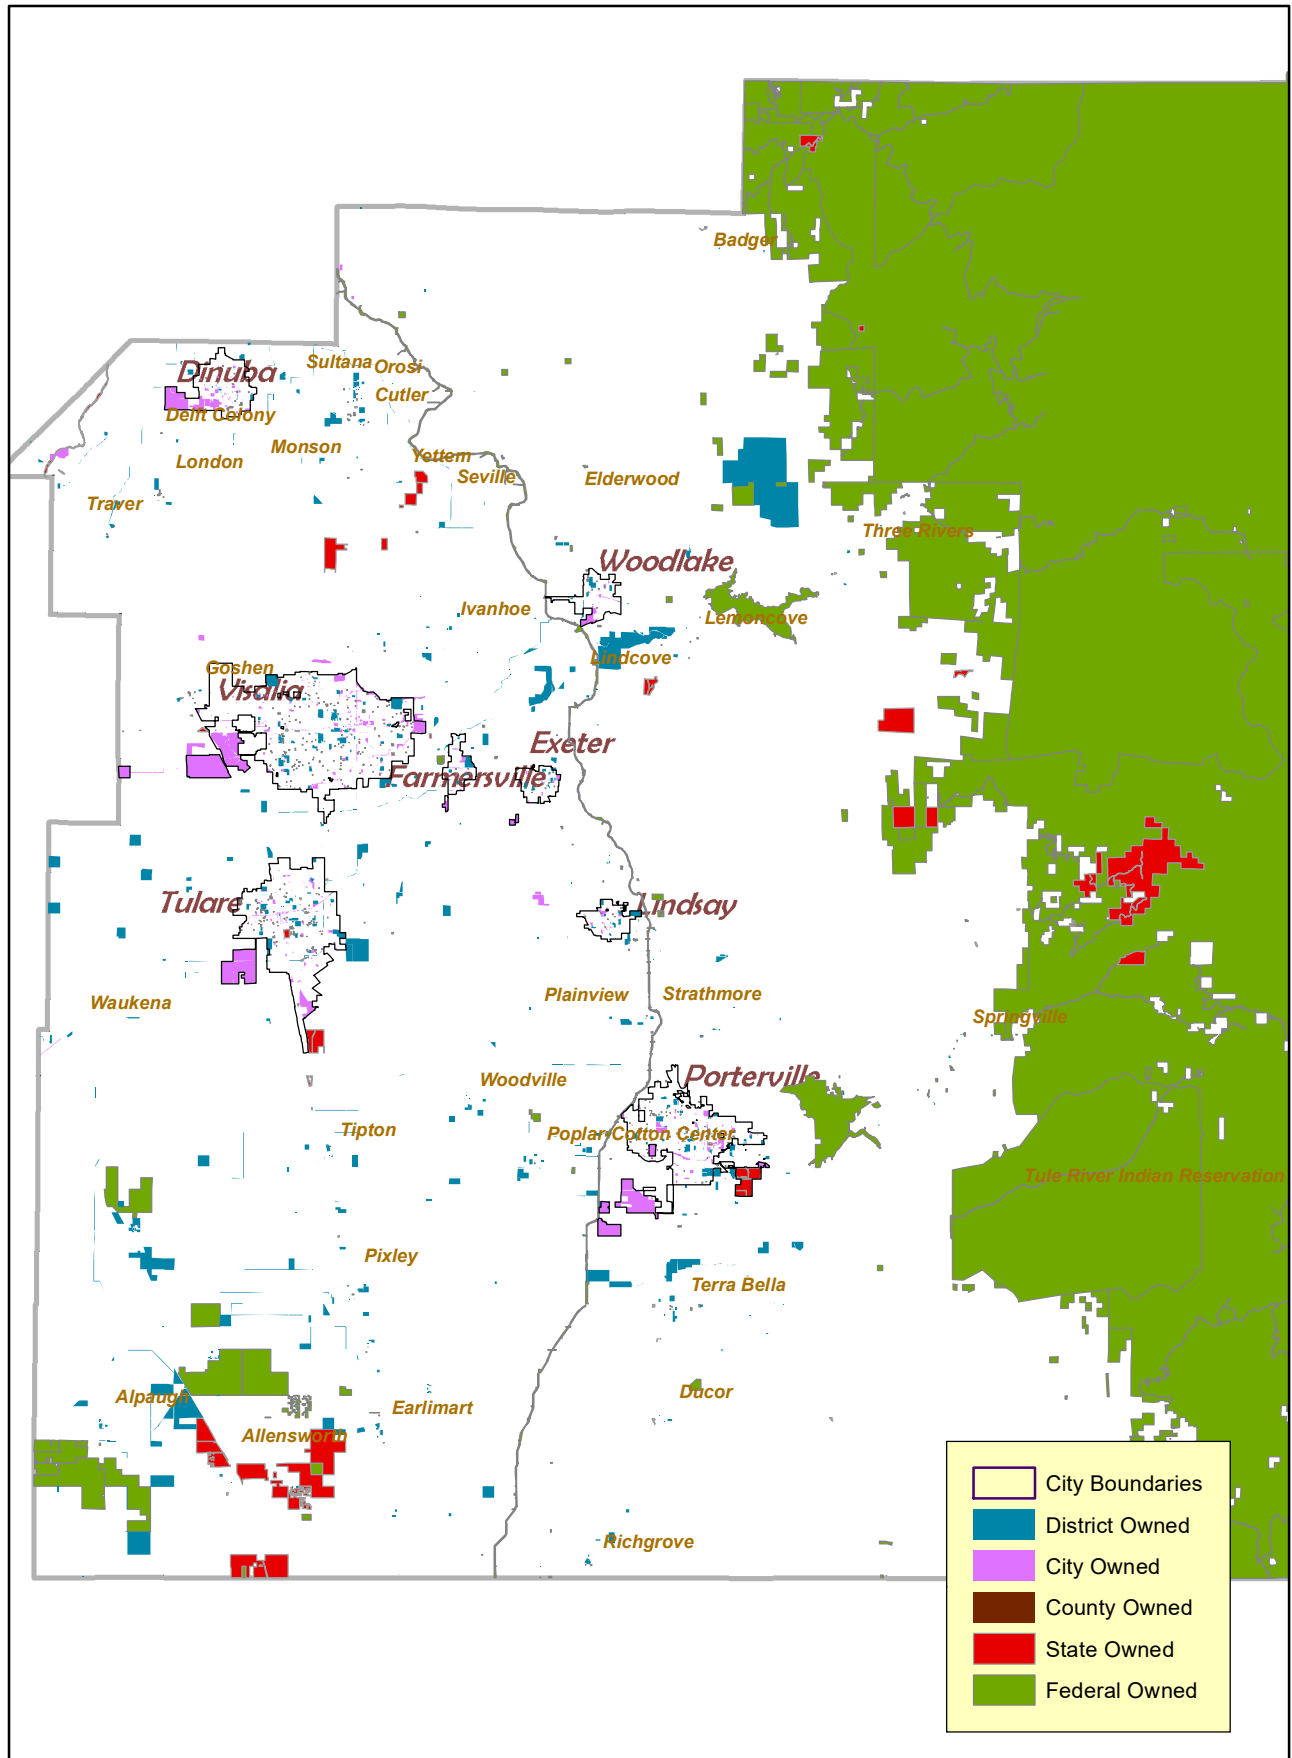 Badger
Sultana
Orosi
Dinuba
Cutler
Delft Colony
Monson
London
Yettem
Seville
Elderwood
Traver
Three Rivers
Woodlake
Ivanhoe
Lemoncove
Lindcove
Goshen
Visalia
Exeter
Farmersville
Tulare
Lindsay
Waukena
Plainview
Strathmore
Springville
Woodville
Porterville
Tipton
Poplar-Cotton Center
Tule River Indian Reservation
Pixley
Terra Bella
Alpaugh
Ducor
Earlimart
Allensworth
Richgrove
City Boundaries
District Owned
City Owned
County Owned
State Owned
Federal Owned